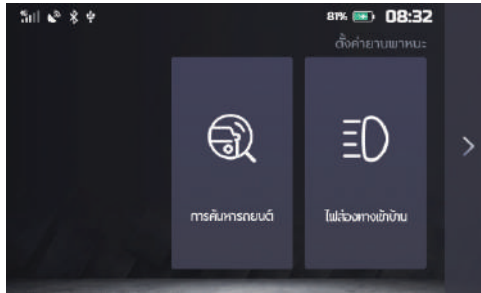 81% 08:32
ตั้งค่ายานพาหนะ
การค้นหารถยนต์
ไฟส่องทางเข้าบ้าน